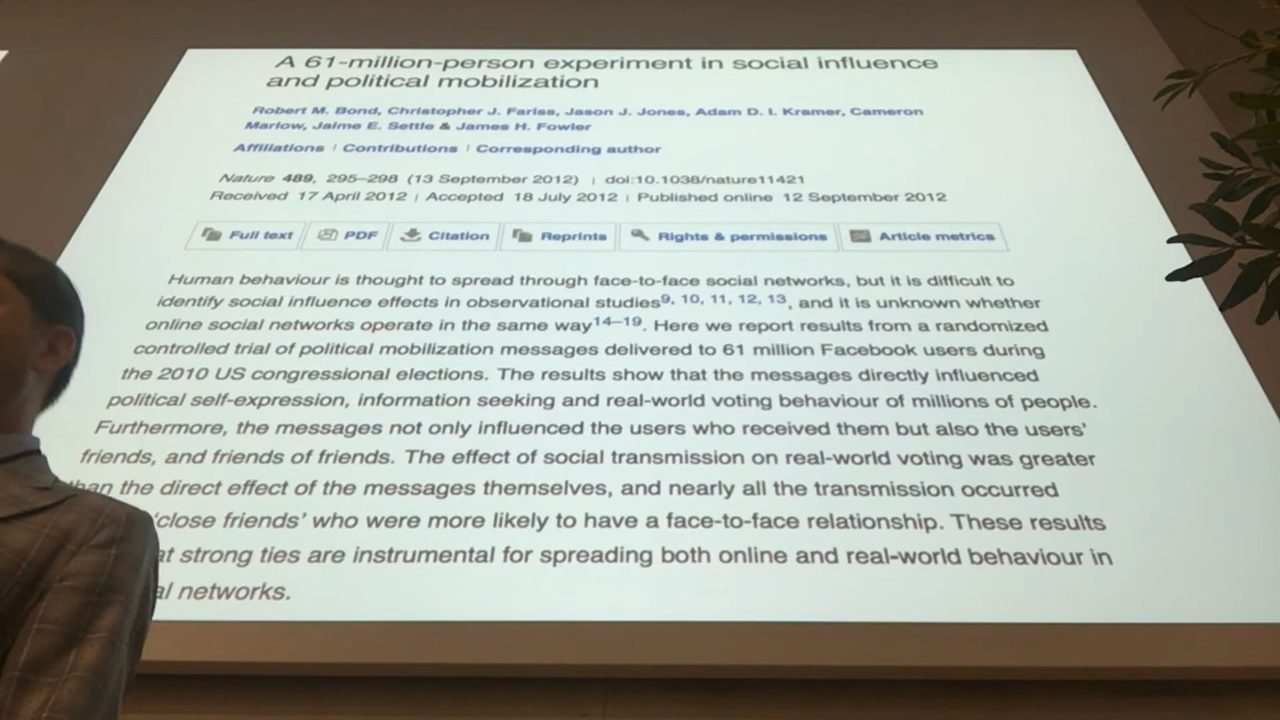 A 61-million-person experiment in social influence
and political mobilization
Robert M. Bond, Christopher J. Fariss, Jason J. Jones, Adam D. I. Kramer, Cameron
Marlow, Jaime E. Settle & James H. Fowler
Affiliations | Contributions | Corresponding author
Nature 489, 295–298 (13 September 2012) | doi:10.1038/nature11421
Received 17 April 2012 | Accepted 18 July 2012 | Published online 12 September 2012
Full text PDF Citation Reprints Rights & permissions Article metrics
Human behaviour is thought to spread through face-to-face social networks, but it is difficult to
identify social influence effects in observational studies9, 10, 11, 12, 13, and it is unknown whether
online social networks operate in the same way14–19. Here we report results from a randomized
controlled trial of political mobilization messages delivered to 61 million Facebook users during
the 2010 US congressional elections. The results show that the messages directly influenced
political self-expression, information seeking and real-world voting behaviour of millions of people.
Furthermore, the messages not only influenced the users who received them but also the users'
friends, and friends of friends. The effect of social transmission on real-world voting was greater
than the direct effect of the messages themselves, and nearly all the transmission occurred
'close friends' who were more likely to have a face-to-face relationship. These results
at strong ties are instrumental for spreading both online and real-world behaviour in
al networks.